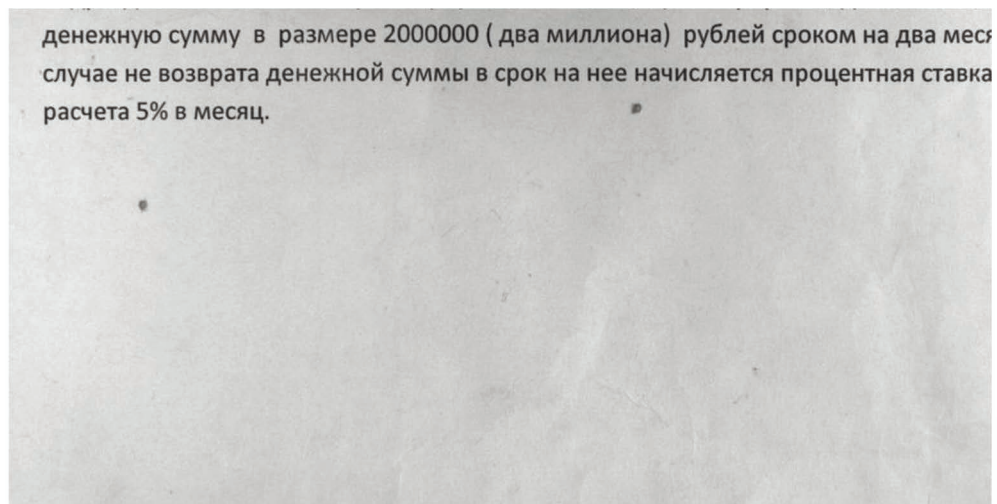 денежную сумму в размере 2000000 ( два миллиона) рублей сроком на два
случае не возврата денежной суммы в срок на нее начисляется процентная ставка
расчета 5% в месяц.